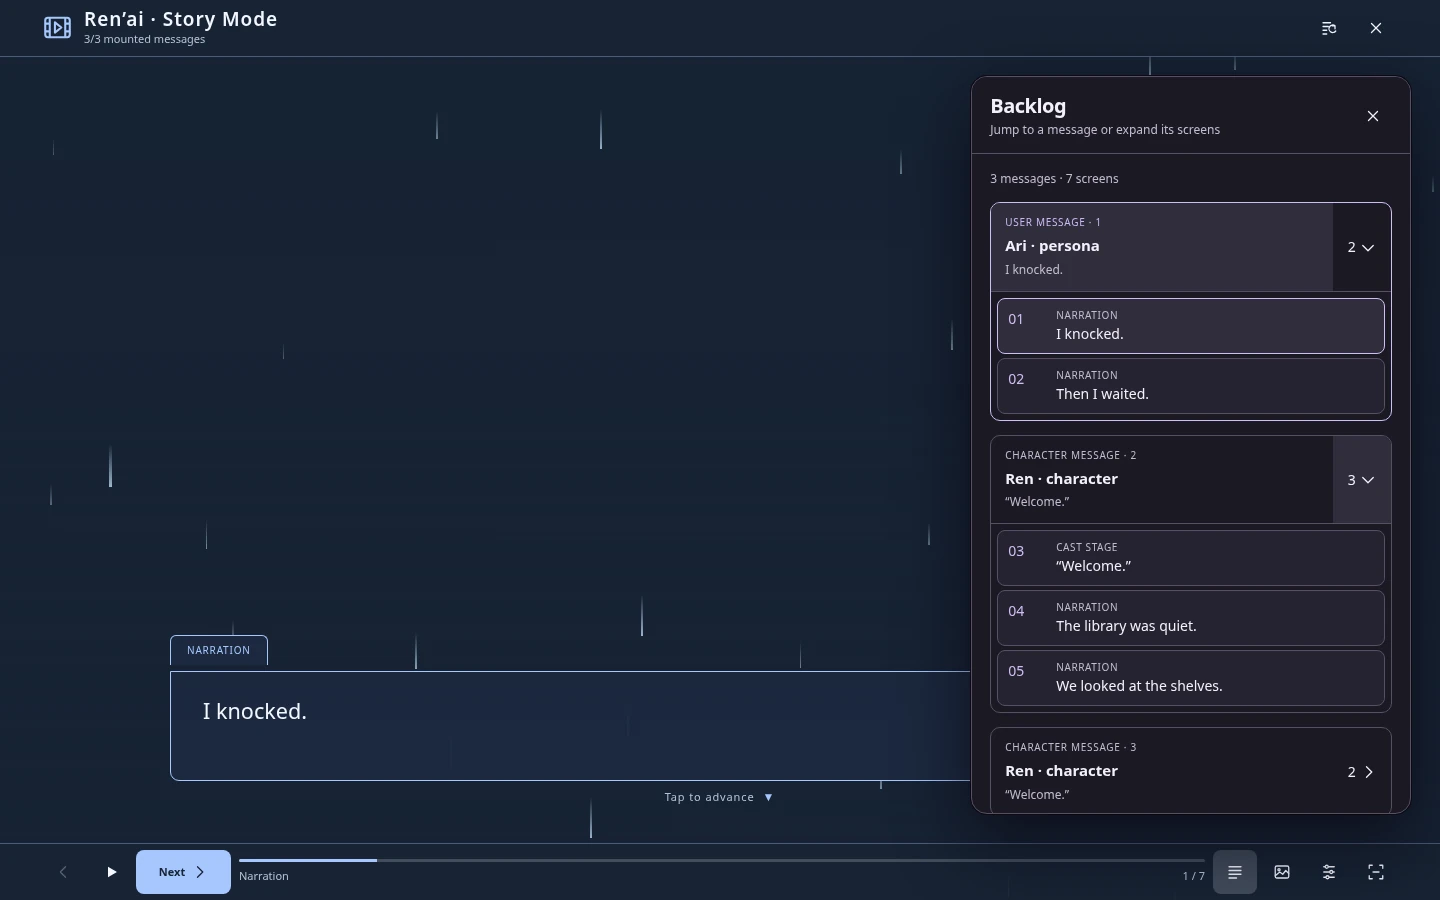 Ren’ai · Story Mode
3/3 mounted messages
Backlog
Jump to a message or expand its screens
3 messages · 7 screens
USER MESSAGE · 1
Ari · persona
I knocked.
2
01
NARRATION
I knocked.
02
NARRATION
Then I waited.
CHARACTER MESSAGE · 2
Ren · character
“Welcome.”
3
03
CAST STAGE
“Welcome.”
04
NARRATION
The library was quiet.
05
NARRATION
We looked at the shelves.
CHARACTER MESSAGE · 3
Ren · character
“Welcome.”
2
NARRATION
I knocked.
Tap to advance ▼
Next
Narration
1 / 7